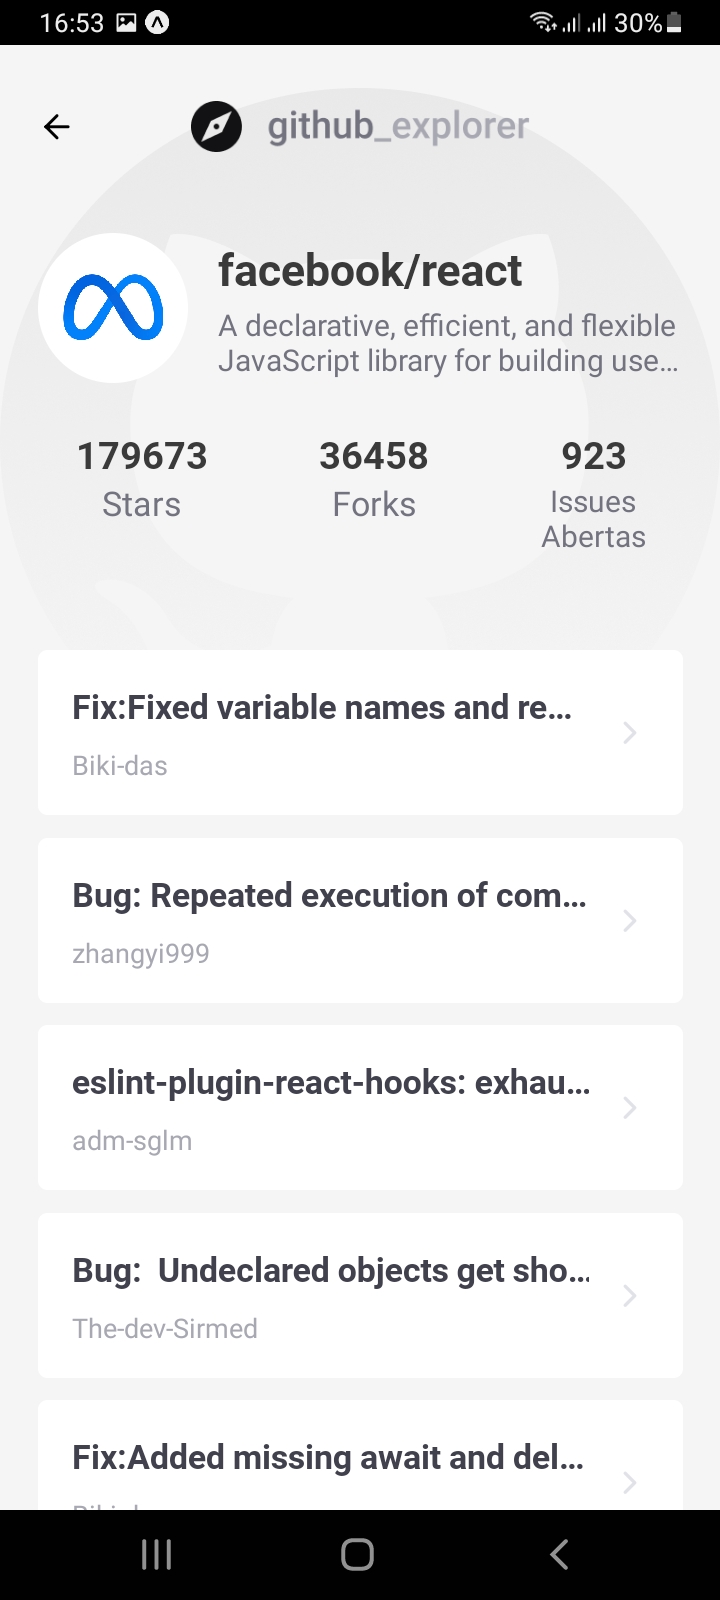 16:53 30%
github_explorer
facebook/react
A declarative, efficient, and flexible
JavaScript library for building use...
179673 36458 923
Stars Forks Issues
Abertas
Fix:Fixed variable names and re...
Biki-das
Bug: Repeated execution of com...
zhangyi999
eslint-plugin-react-hooks: exhau...
adm-sglm
Bug:  Undeclared objects get sho...
The-dev-Sirmed
Fix:Added missing await and del...